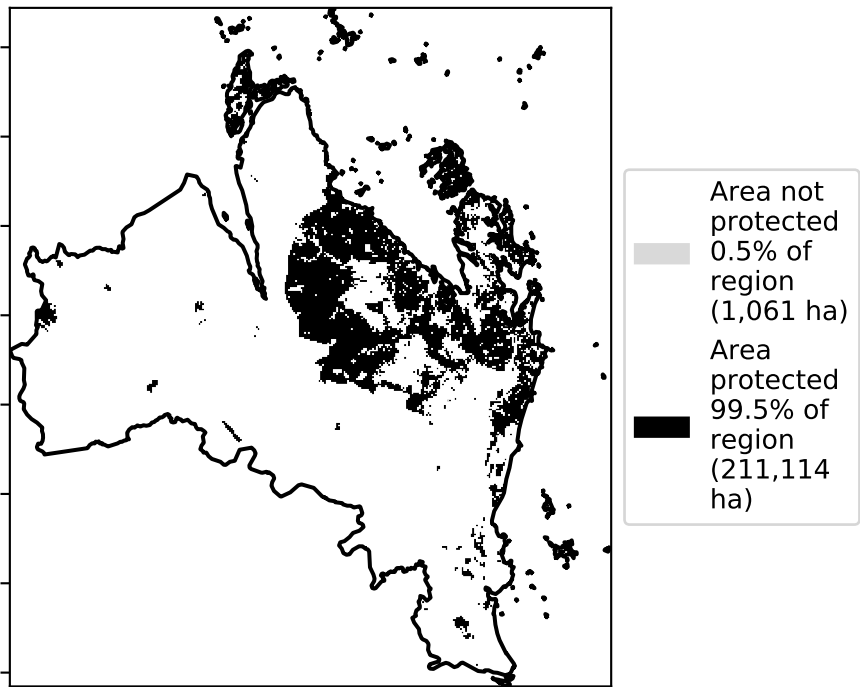 Area not
protected
0.5% of
region
(1,061 ha)
Area
protected
99.5% of
region
(211,114
ha)